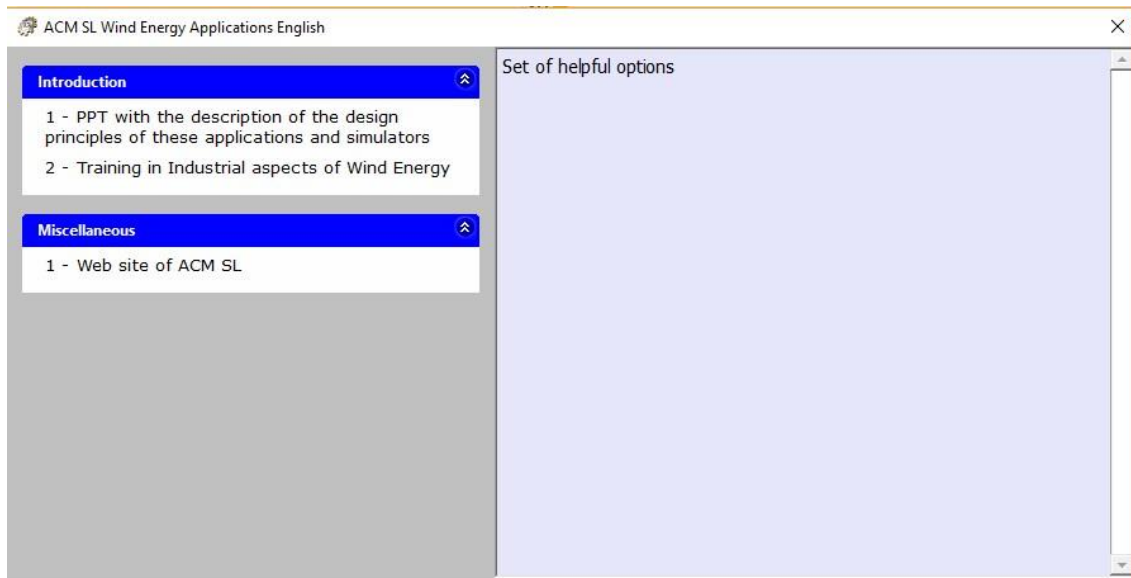 ACM SL Wind Energy Applications English
Introduction
1 - PPT with the description of the design
principles of these applications and simulators
2 - Training in Industrial aspects of Wind Energy
Miscellaneous
1 - Web site of ACM SL
Set of helpful options